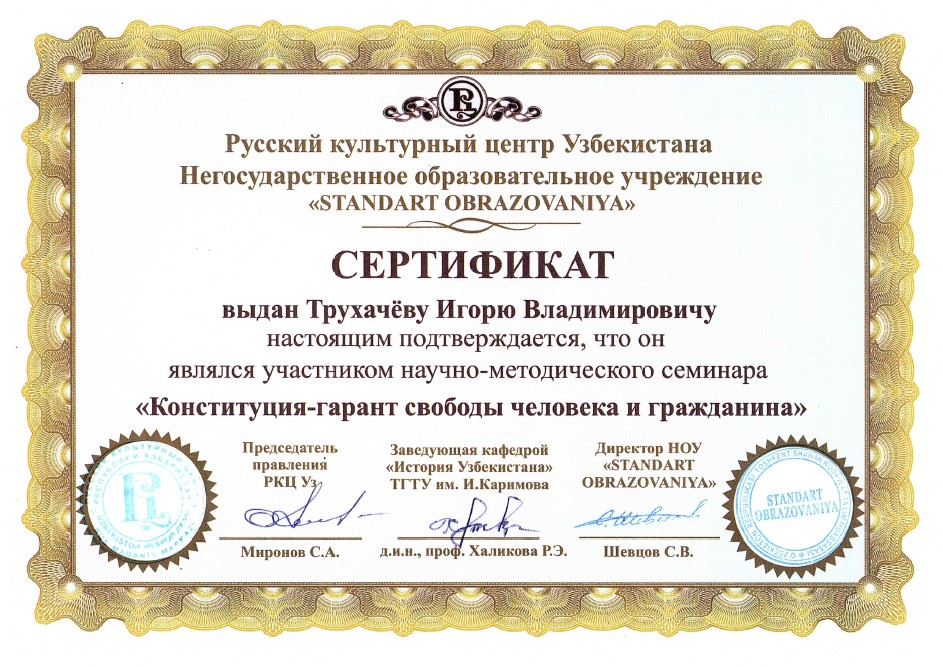 Русский культурный центр Узбекистана
Негосударственное образовательное учреждение
«STANDART OBRAZOVANIYA»
СЕРТИФИКАТ
выдан Трухачёву Игорю Владимировичу
настоящим подтверждается, что он
являлся участником научно-методического семинара
«Конституция-гарант свободы человека и гражданина»
Председатель
правления
РКЦ Уз
Миронов С.А.
Заведующая кафедрой
«История Узбекистана»
ТГТУ им. И.Каримова
д.и.н., проф. Халикова Р.Э.
Директор НОУ
«STANDART
OBRAZOVANIYA»
Шевцов С.В.
STANDART
OBRAZOVANIYA